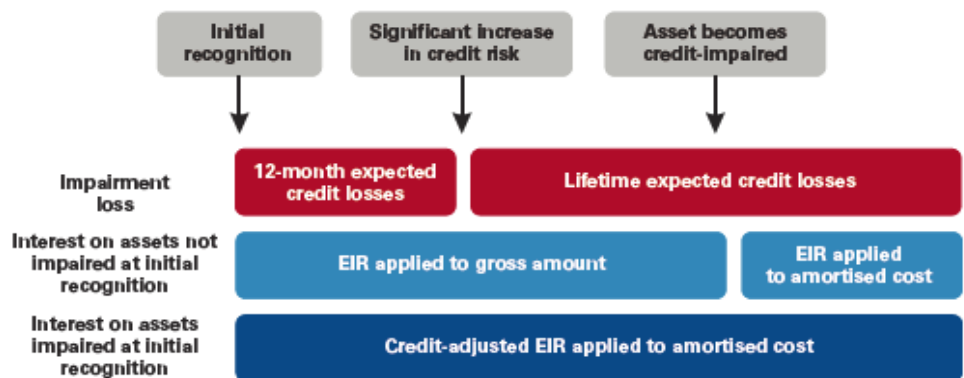 Initial
recognition
Significant increase
in credit risk
Asset becomes
credit-impaired
Impairment
loss
12-month expected
credit losses
Lifetime expected credit losses
Interest on assets not
impaired at initial
recognition
EIR applied to gross amount
EIR applied
to amortised cost
Interest on assets
impaired at initial
recognition
Credit-adjusted EIR applied to amortised cost